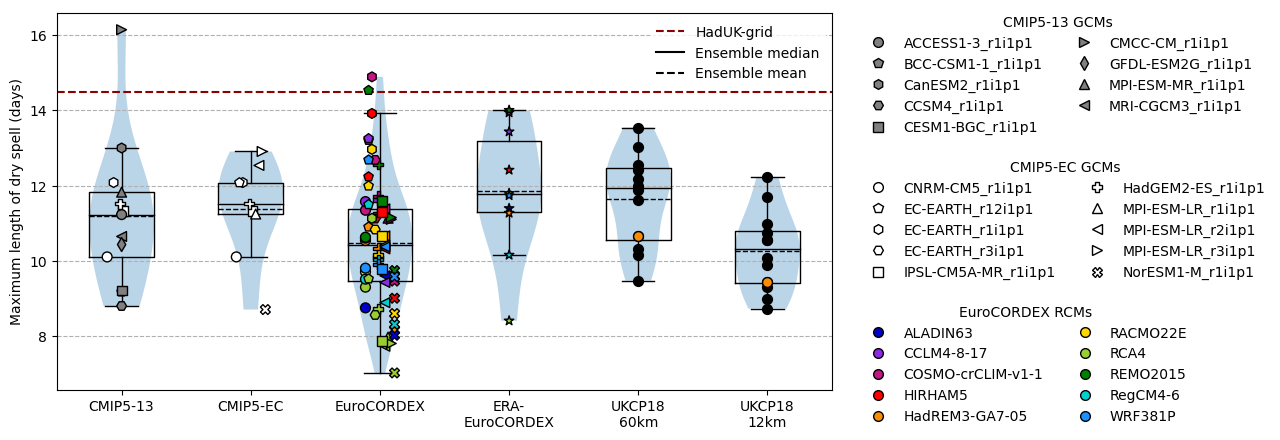 Maximum length of dry spell (days)
16
14
12
10
8
HadUK-grid
Ensemble median
Ensemble mean
CMIP5-13
CMIP5-EC
EuroCORDEX
ERA-
EuroCORDEX
UKCP18
60km
UKCP18
12km
CMIP5-13 GCMs
ACCESS1-3_r1i1p1
BCC-CSM1-1_r1i1p1
CanESM2_r1i1p1
CCSM4_r1i1p1
CESM1-BGC_r1i1p1
CMCC-CM_r1i1p1
GFDL-ESM2G_r1i1p1
MPI-ESM-MR_r1i1p1
MRI-CGCM3_r1i1p1
CMIP5-EC GCMs
CNRM-CM5_r1i1p1
EC-EARTH_r12i1p1
EC-EARTH_r1i1p1
EC-EARTH_r3i1p1
IPSL-CM5A-MR_r1i1p1
HadGEM2-ES_r1i1p1
MPI-ESM-LR_r1i1p1
MPI-ESM-LR_r2i1p1
MPI-ESM-LR_r3i1p1
NorESM1-M_r1i1p1
EuroCORDEX RCMs
ALADIN63
CCLM4-8-17
COSMO-crCLIM-v1-1
HIRHAM5
HadREM3-GA7-05
RACMO22E
RCA4
REMO2015
RegCM4-6
WRF381P